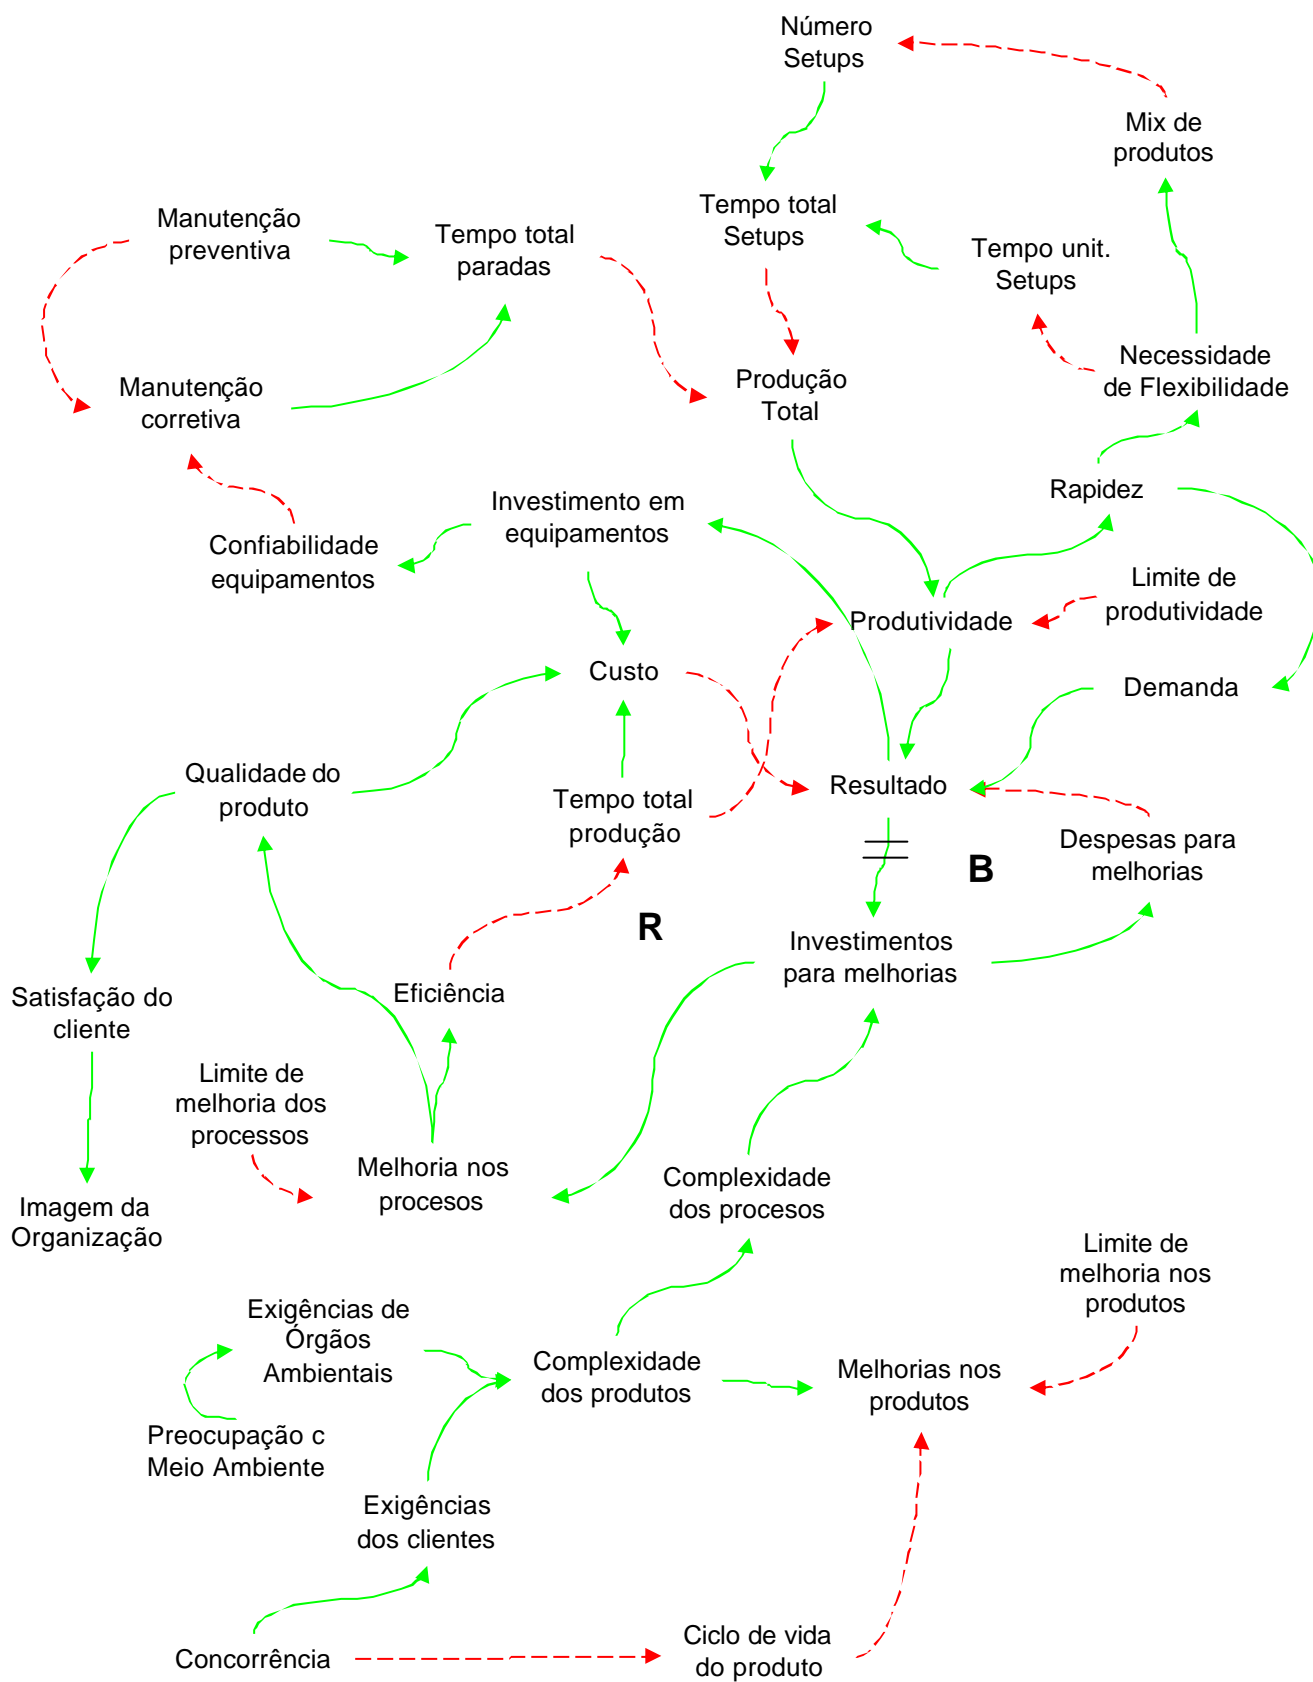 Número
Setups
Mix de
produtos
Manutenção
preventiva
Tempo total
paradas
Tempo total
Setups
Tempo unit.
Setups
Manutenção
corretiva
Produção
Total
Necessidade
de Flexibilidade
Investimento em
equipamentos
Rapidez
Confiabilidade
equipamentos
Limite de
produtividade
Produtividade
Custo
Demanda
Qualidade do
produto
Tempo total
produção
Resultado
Despesas para
melhorias
B
R
Investimentos
para melhorias
Satisfação do
cliente
Eficiência
Limite de
melhoria dos
processos
Melhoria nos
procesos
Complexidade
dos procesos
Imagem da
Organização
Limite de
melhoria nos
produtos
Exigências de
Órgãos
Ambientais
Complexidade
dos produtos
Melhorias nos
produtos
Preocupação c
Meio Ambiente
Exigências
dos clientes
Concorrência
Ciclo de vida
do produto